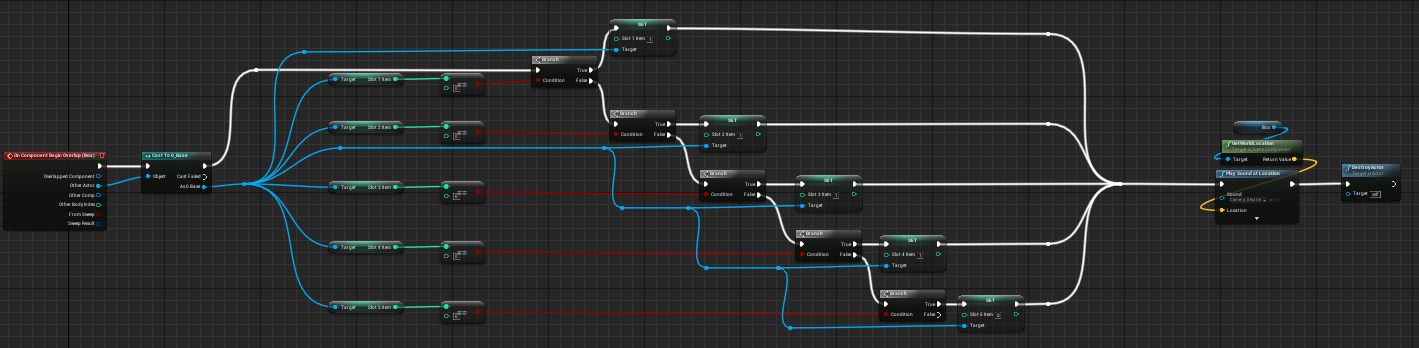 SET
Slot 1 Item 1
Target
Branch
True
Condition False
Target Slot 1 Item
==
0
Branch
True
Condition False
SET
Slot 2 Item 1
Target
Target Slot 2 Item
==
0
On Component Begin Overlap (Box)
Overlapped Component
Other Actor
Other Comp
Other Body Index
From Sweep
Sweep Result
Cast To 0_Base
Cast Failed
Object
As 0 Base
Branch
True
Condition False
SET
Slot 3 Item 1
Target
Target Slot 3 Item
==
0
Branch
True
Condition False
SET
Slot 4 Item 1
Target
Target Slot 4 Item
==
0
Branch
True
Condition False
SET
Slot 5 Item 0
Target
Target Slot 5 Item
==
0
Box
GetWorldLocation
Target Return Value
Play Sound at Location
Sound
Location
DestroyActor
Target is Actor
Target self